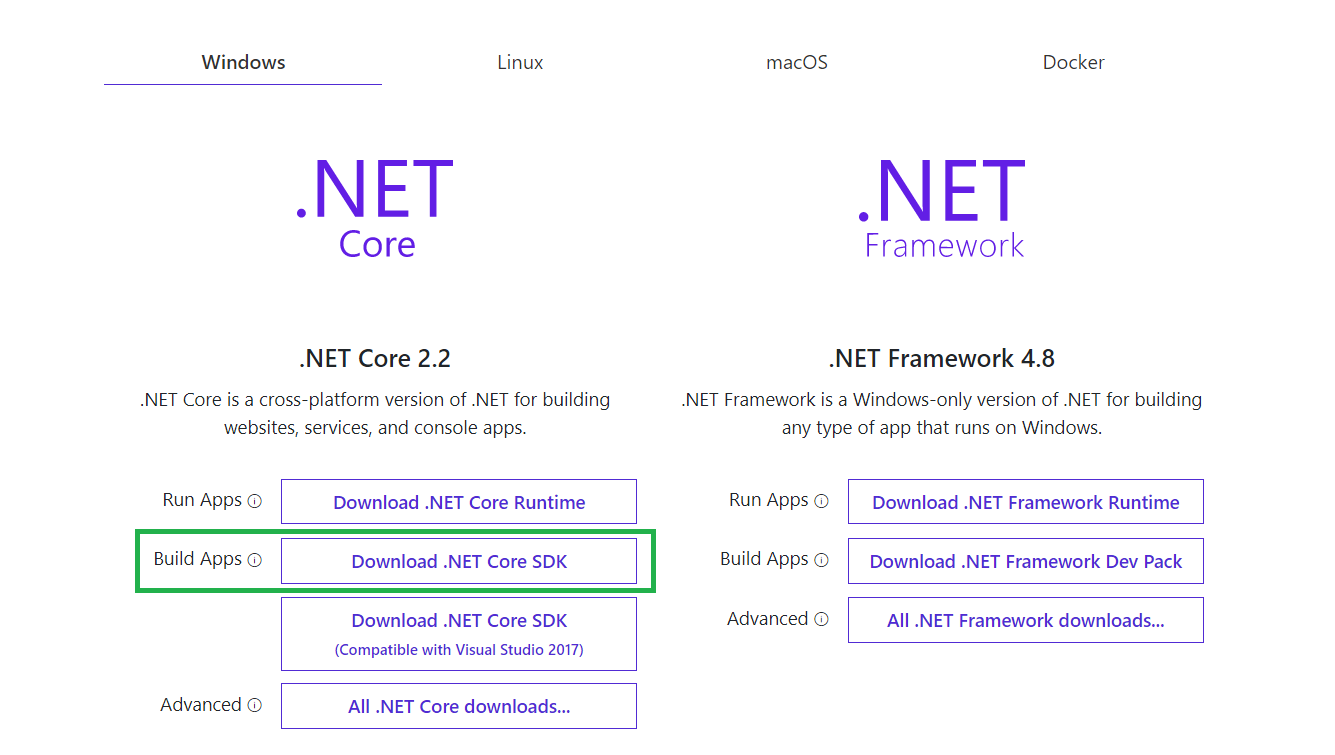 Windows
Linux
macOS
Docker
.NET
Core
.NET
Framework
.NET Core 2.2
.NET Core is a cross-platform version of .NET for building
websites, services, and console apps.
Run Apps
Download .NET Core Runtime
Build Apps
Download .NET Core SDK
Download .NET Core SDK
(Compatible with Visual Studio 2017)
Advanced
All .NET Core downloads...
.NET Framework 4.8
.NET Framework is a Windows-only version of .NET for building
any type of app that runs on Windows.
Run Apps
Download .NET Framework Runtime
Build Apps
Download .NET Framework Dev Pack
Advanced
All .NET Framework downloads...